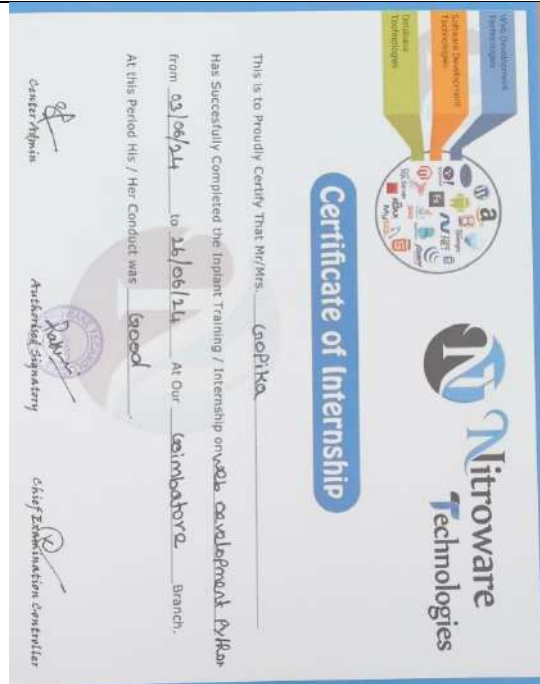 Nitroware
Technologies
Web Development
Technologies
Software Development
Technologies
Database
Technologies
Certificate of Internship
This is to Proudly Certify That Mr/Mrs. Gopika
Has Succesfully Completed the Inplant Training / Internship on web development python
from 03/06/24 to 26/06/24 At Our Coimbatore Branch.
At this Period His / Her Conduct was Good.
Center Admin
Authorised Signatory
Chief Examination Controller